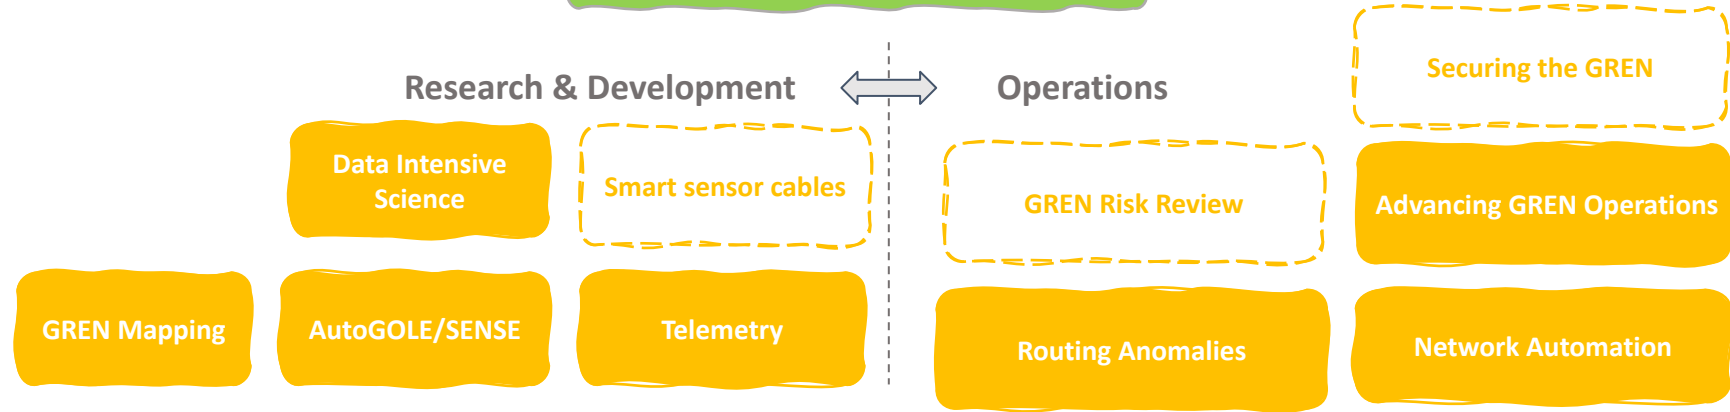 Securing the GREN
Research & Development
Operations
Data Intensive
Science
Smart sensor cables
GREN Risk Review
Advancing GREN Operations
GREN Mapping
AutoGOLE/SENSE
Telemetry
Routing Anomalies
Network Automation